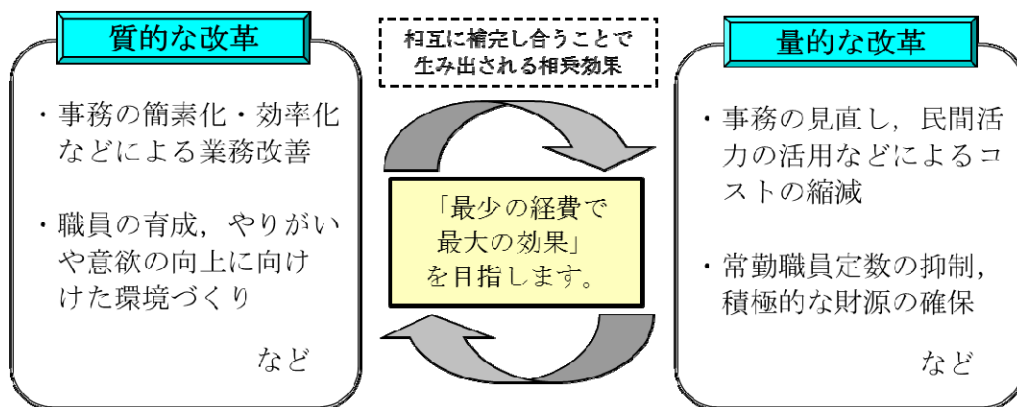 質的な改革
・事務の簡素化・効率化
などによる業務改善
・職員の育成，やりがい
や意欲の向上に向け
けた環境づくり
など
相互に補完し合うことで
生み出される相乗効果
「最少の経費で
最大の効果」
を目指します。
量的な改革
・事務の見直し，民間活
力の活用などによるコ
ストの縮減
・常勤職員定数の抑制，
積極的な財源の確保
など